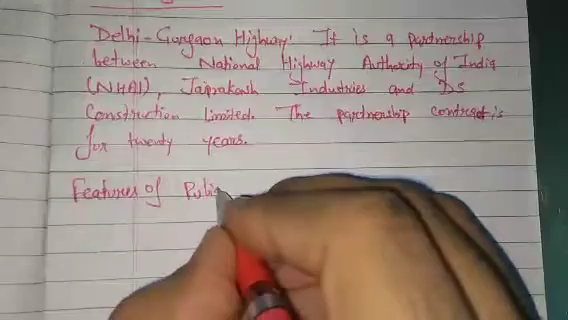 Delhi-Gurgaon Highway. It is a partnership
between National Highway Authority of India
(NHAI), Jaiprakash Industries and DS
Construction Limited. The partnership contract is
for twenty years.
Features of Publi